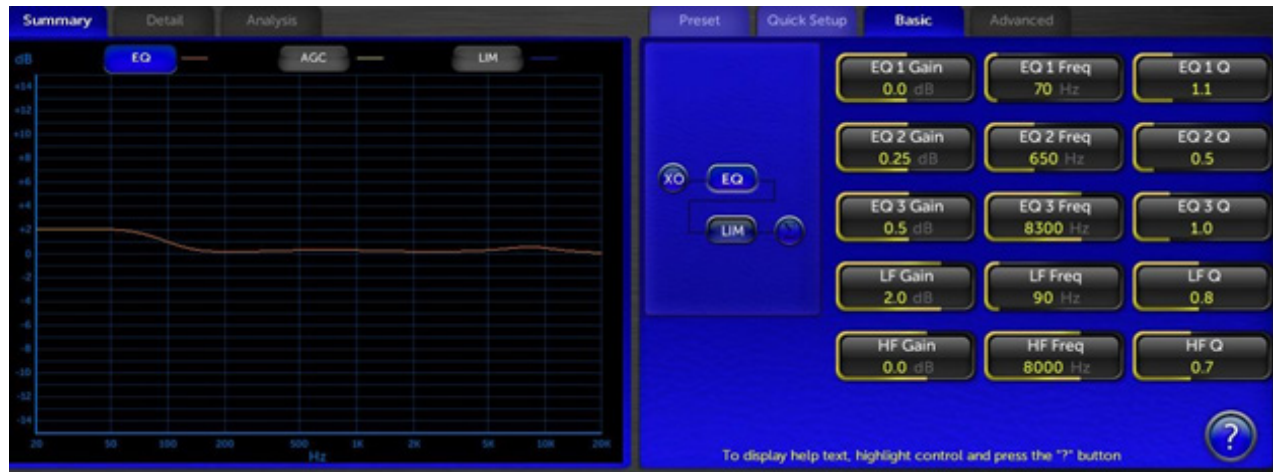 Summary Detail Analysis Preset Quick Setup Basic Advanced
dB EQ AGC LIM
+14
+12
+10
+8
+6
+4
+2
0
-2
-4
-6
-8
-10
-12
-14
20 50 100 200 500 1K 2K 5K 10K 20K
Hz
XO EQ
LIM
EQ 1 Gain EQ 1 Freq EQ 1 Q
0.0 dB 70 Hz 1.1
EQ 2 Gain EQ 2 Freq EQ 2 Q
0.25 dB 650 Hz 0.5
EQ 3 Gain EQ 3 Freq EQ 3 Q
0.5 dB 8300 Hz 1.0
LF Gain LF Freq LF Q
2.0 dB 90 Hz 0.8
HF Gain HF Freq HF Q
0.0 dB 8000 Hz 0.7
?
To display help text, highlight control and press the "?" button